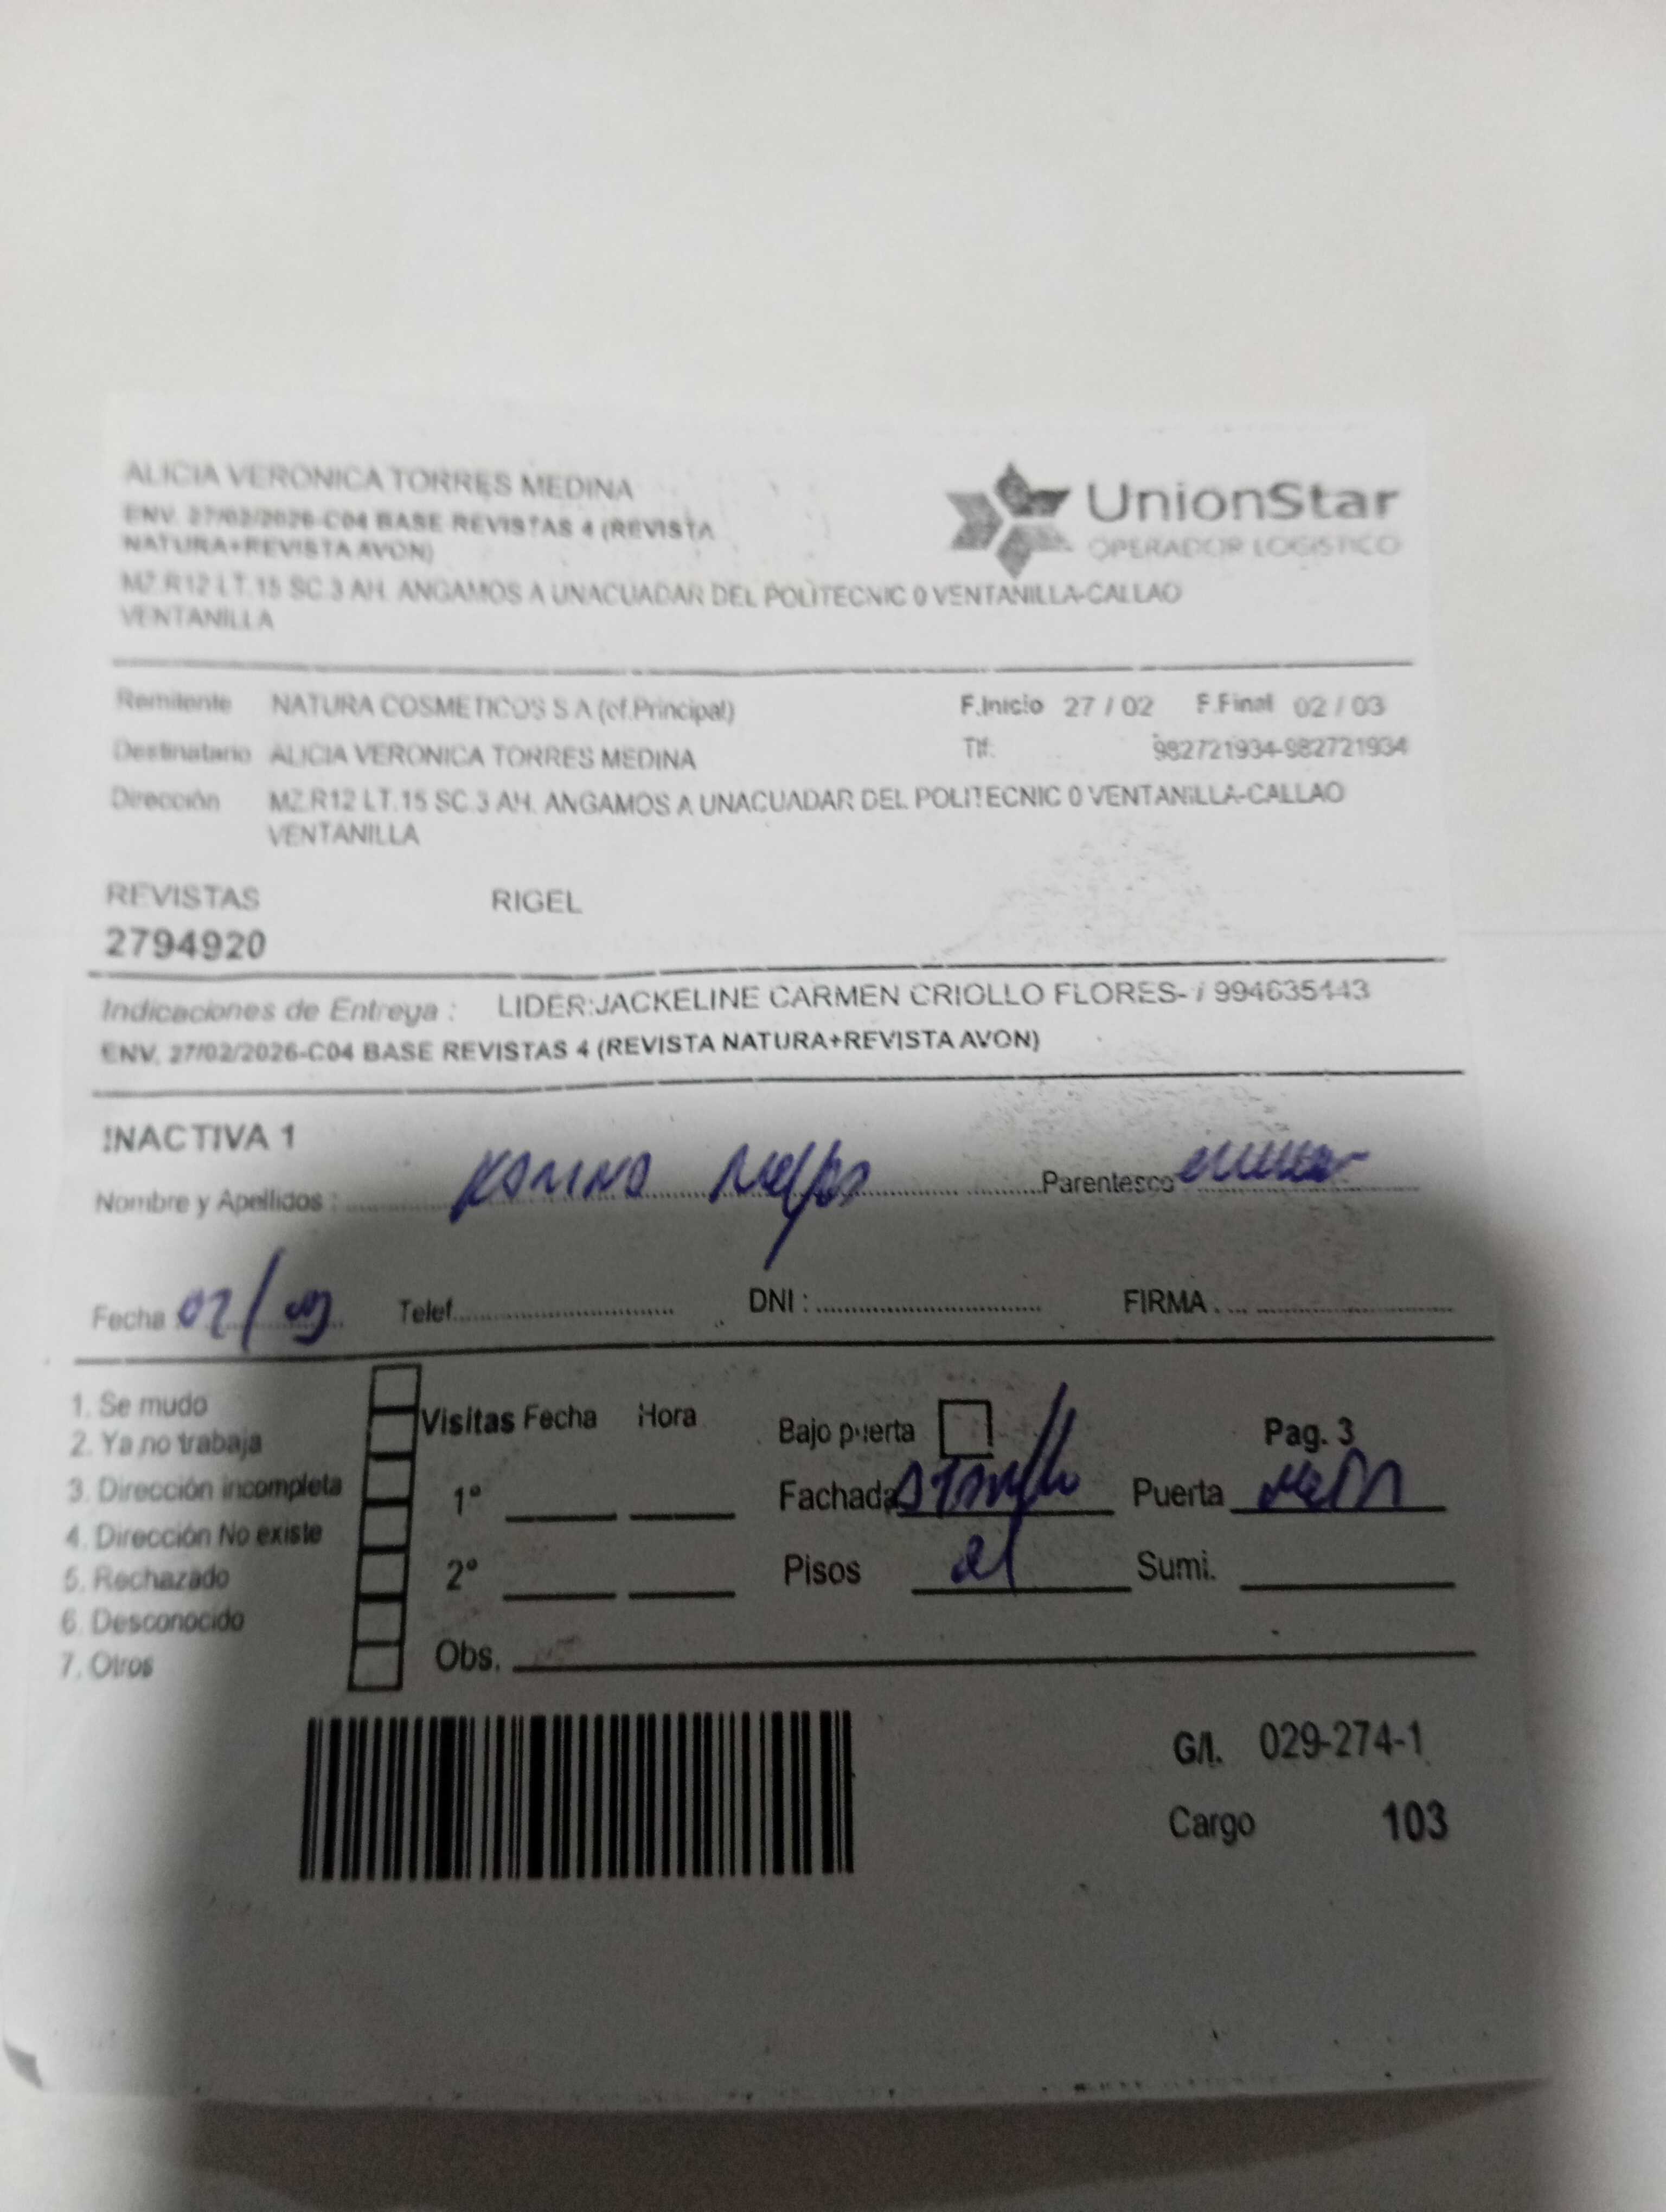 ALICIA VERONICA TORRES MEDINA
ENV. 27/02/2026-C04 BASE REVISTAS 4 (REVISTA
NATURA+REVISTA AVON)
UnionStar
OPERADOR LOGISTICO
MZ.R12 LT.15 SC.3 AH. ANGAMOS A UNACUADAR DEL POLITECNIC 0 VENTANILLA-CALLAO
VENTANILLA
Remitente NATURA COSMETICOS S A (of.Principal) F.Inicio 27 / 02 F.Final 02 / 03
Destinatario ALICIA VERONICA TORRES MEDINA Tlf: 982721934-982721934
Dirección MZ.R12 LT.15 SC.3 AH. ANGAMOS A UNACUADAR DEL POLITECNIC 0 VENTANILLA-CALLAO
VENTANILLA
REVISTAS RIGEL
2794920
Indicaciones de Entrega : LIDER:JACKELINE CARMEN CRIOLLO FLORES- / 994635443
ENV. 27/02/2026-C04 BASE REVISTAS 4 (REVISTA NATURA+REVISTA AVON)
INACTIVA 1
Nombre y Apellidos : Parentesco
Fecha Telef. DNI : FIRMA
1. Se mudo
2. Ya no trabaja
3. Dirección incompleta
4. Dirección No existe
5. Rechazado
6. Desconocido
7. Otros
Visitas Fecha Hora
1°
2°
Obs.
Bajo puerta Pag. 3
Fachada Puerta
Pisos Sumi.
G/I. 029-274-1
Cargo 103